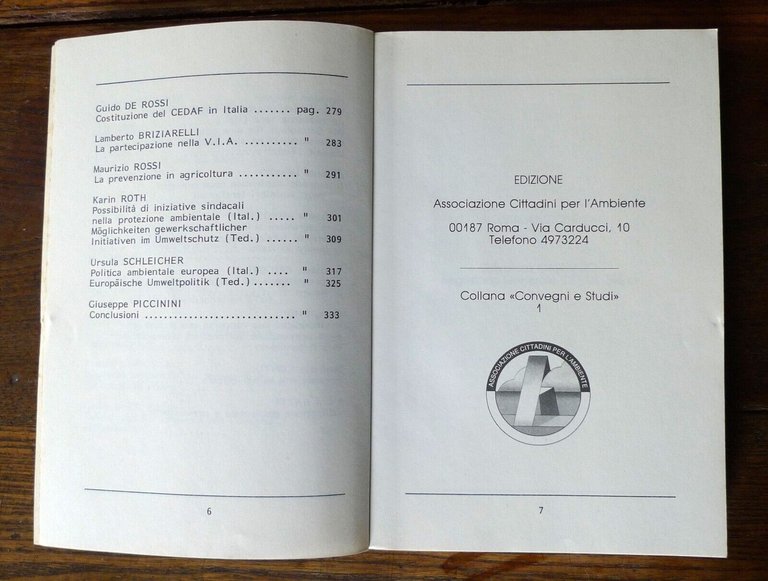 Guido DE ROSSI
Costituzione del CEDAF in Italia ....... pag. 279
Lamberto BRIZIARELLI
La partecipazione nella V.I.A. .......... " 283
Maurizio ROSSI
La prevenzione in agricoltura ........... " 291
Karin ROTH
Possibilità di iniziative sindacali
nella protezione ambientale (Ital.) ..... " 301
Möglichkeiten gewerkschaftlicher
Initiativen im Umweltschutz (Ted.) ...... " 309
Ursula SCHLEICHER
Politica ambientale europea (Ital.) .... " 317
Europäische Umweltpolitik (Ted.) ....... " 325
Giuseppe PICCININI
Conclusioni ............................ " 333
6
EDIZIONE
Associazione Cittadini per l'Ambiente
00187 Roma - Via Carducci, 10
Telefono 4973224
Collana «Convegni e Studi»
1
ASSOCIAZIONE CITTADINI PER L'AMBIENTE
7